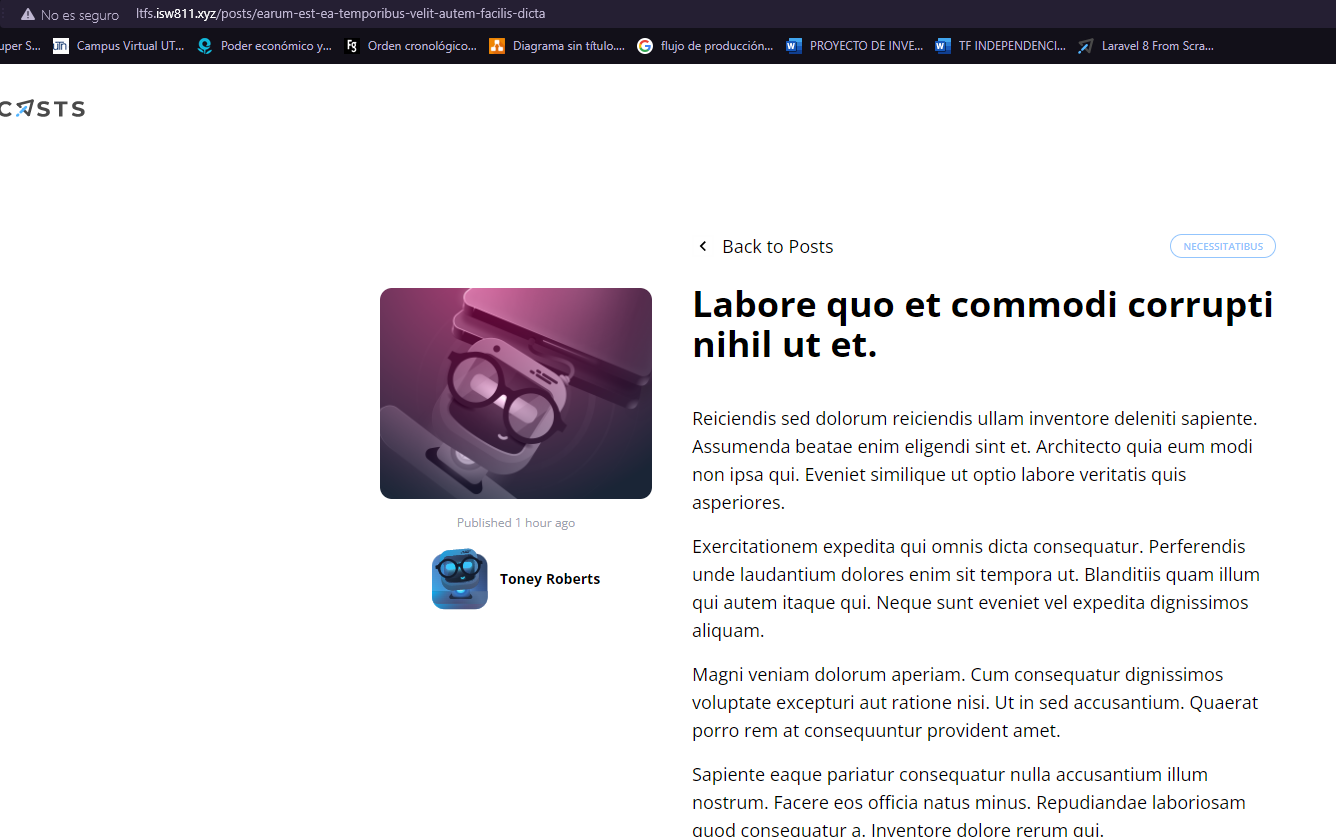 No es seguro ltfs.isw811.xyz/posts/earum-est-ea-temporibus-velit-autem-facilis-dicta
uper S... Campus Virtual UT... Poder económico y... Orden cronológico... Diagrama sin título.... flujo de producción... PROYECTO DE INVE... TF INDEPENDENCI... Laravel 8 From Scra...
CASTS
Back to Posts NECESSITATIBUS
Labore quo et commodi corrupti
nihil ut et.
Published 1 hour ago
Toney Roberts
Reiciendis sed dolorum reiciendis ullam inventore deleniti sapiente.
Assumenda beatae enim eligendi sint et. Architecto quia eum modi
non ipsa qui. Eveniet similique ut optio labore veritatis quis
asperiores.
Exercitationem expedita qui omnis dicta consequatur. Perferendis
unde laudantium dolores enim sit tempora ut. Blanditiis quam illum
qui autem itaque qui. Neque sunt eveniet vel expedita dignissimos
aliquam.
Magni veniam dolorum aperiam. Cum consequatur dignissimos
voluptate excepturi aut ratione nisi. Ut in sed accusantium. Quaerat
porro rem at consequuntur provident amet.
Sapiente eaque pariatur consequatur nulla accusantium illum
nostrum. Facere eos officia natus minus. Repudiandae laboriosam
quod consequatur a. Inventore dolore rerum qui.